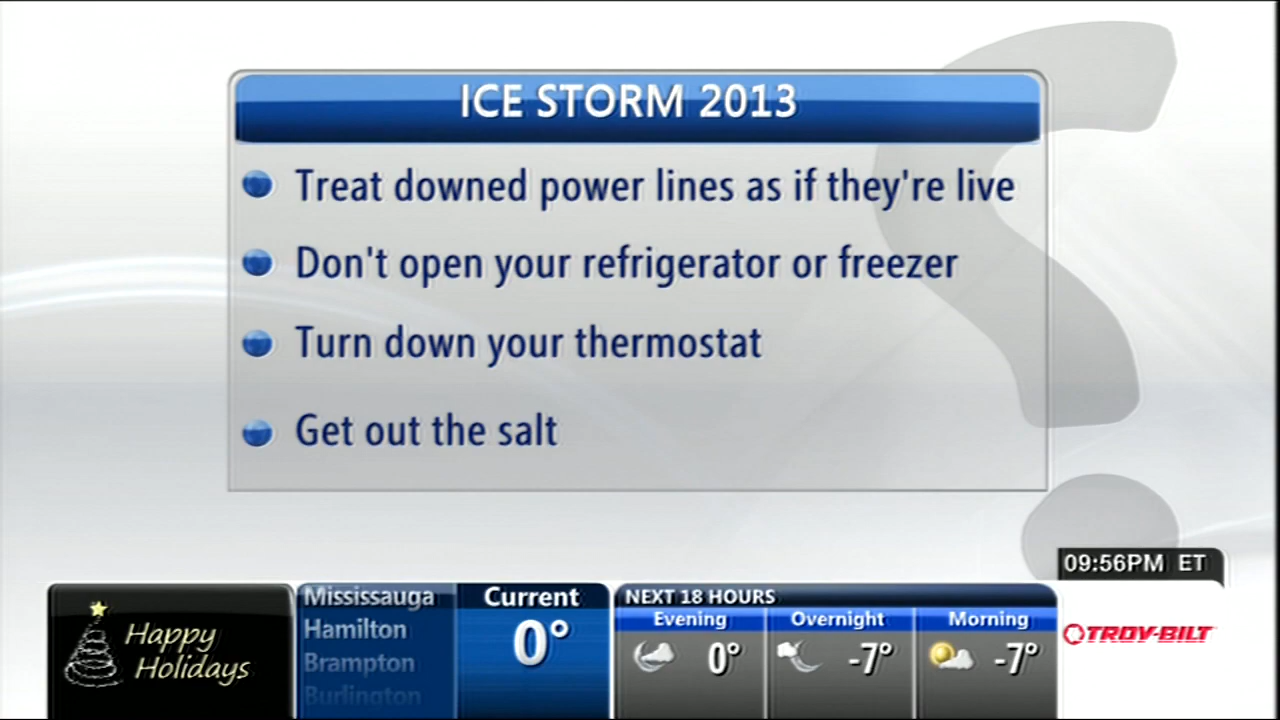 ICE STORM 2013
Treat downed power lines as if they're live
Don't open your refrigerator or freezer
Turn down your thermostat
Get out the salt
09:56PM ET
Happy
Holidays
Mississauga
Hamilton
Brampton
Burlington
Current
0°
NEXT 18 HOURS
Evening
0°
Overnight
-7°
Morning
-7°
TROY-BILT